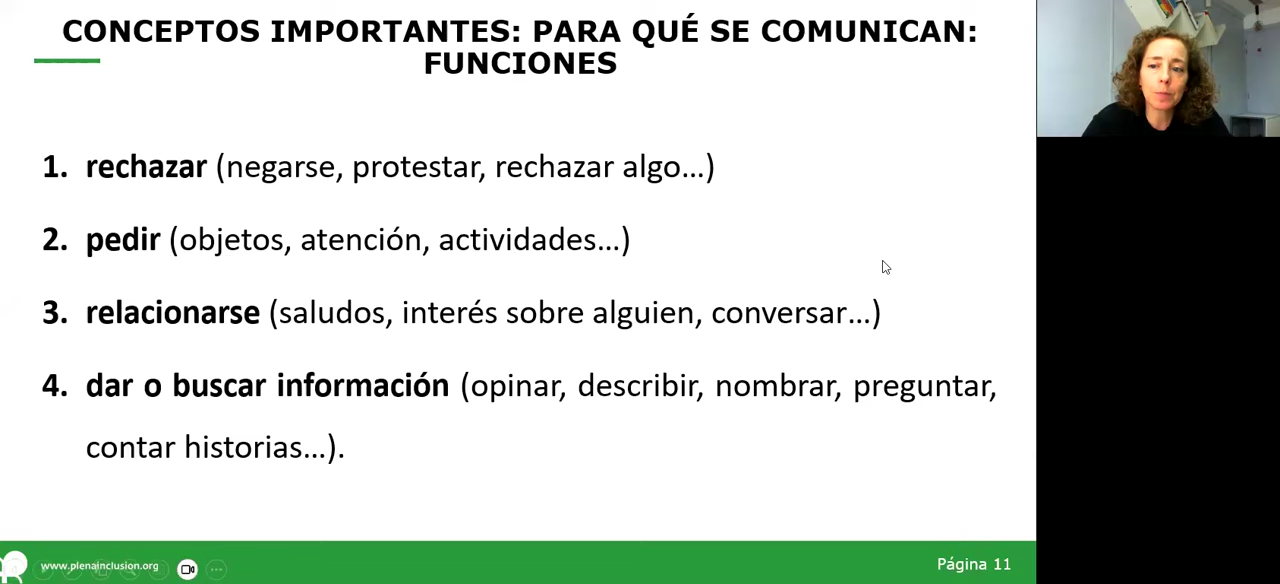 CONCEPTOS IMPORTANTES: PARA QUÉ SE COMUNICAN:
FUNCIONES
1. rechazar (negarse, protestar, rechazar algo…)
2. pedir (objetos, atención, actividades…)
3. relacionarse (saludos, interés sobre alguien, conversar…)
4. dar o buscar información (opinar, describir, nombrar, preguntar,
contar historias…).
www.plenainclusion.org
Página 11